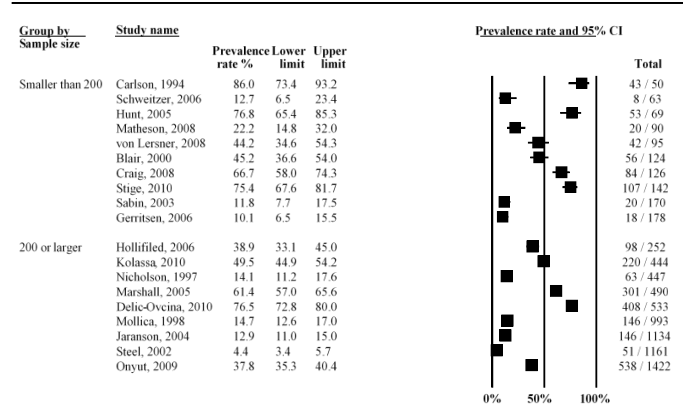 Group by Study name Prevalence rate and 95% CI
Sample size
Prevalence Lower Upper
rate % limit limit Total
Smaller than 200 Carlson, 1994 86.0 73.4 93.2 43 / 50
Schweitzer, 2006 12.7 6.5 23.4 8 / 63
Hunt, 2005 76.8 65.4 85.3 53 / 69
Matheson, 2008 22.2 14.8 32.0 20 / 90
von Lersner, 2008 44.2 34.6 54.3 42 / 95
Blair, 2000 45.2 36.6 54.0 56 / 124
Craig, 2008 66.7 58.0 74.3 84 / 126
Stige, 2010 75.4 67.6 81.7 107 / 142
Sabin, 2003 11.8 7.7 17.5 20 / 170
Gerritsen, 2006 10.1 6.5 15.5 18 / 178
200 or larger Hollifiled, 2006 38.9 33.1 45.0 98 / 252
Kolassa, 2010 49.5 44.9 54.2 220 / 444
Nicholson, 1997 14.1 11.2 17.6 63 / 447
Marshall, 2005 61.4 57.0 65.6 301 / 490
Delic-Ovcina, 2010 76.5 72.8 80.0 408 / 533
Mollica, 1998 14.7 12.6 17.0 146 / 993
Jaranson, 2004 12.9 11.0 15.0 146 / 1134
Steel, 2002 4.4 3.4 5.7 51 / 1161
Onyut, 2009 37.8 35.3 40.4 538 / 1422
0% 50% 100%